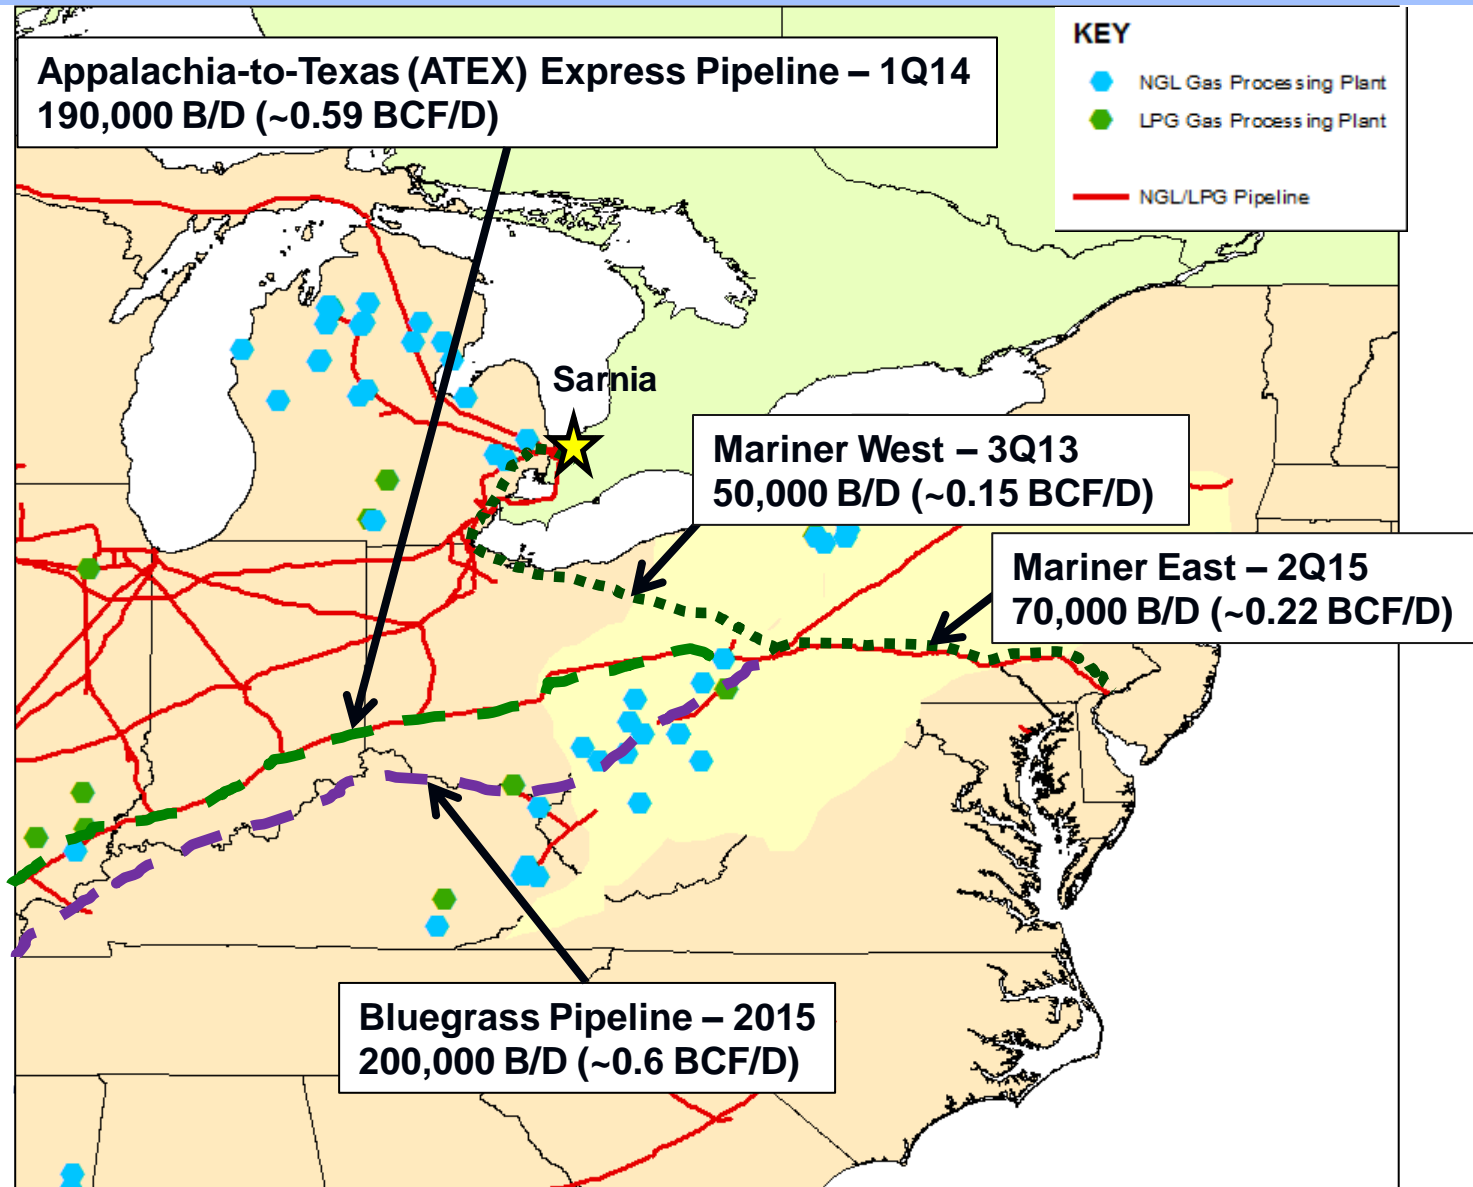 KEY
NGL Gas Processing Plant
LPG Gas Processing Plant
NGL/LPG Pipeline
Appalachia-to-Texas (ATEX) Express Pipeline – 1Q14
190,000 B/D (~0.59 BCF/D)
Sarnia
Mariner West – 3Q13
50,000 B/D (~0.15 BCF/D)
Mariner East – 2Q15
70,000 B/D (~0.22 BCF/D)
Bluegrass Pipeline – 2015
200,000 B/D (~0.6 BCF/D)